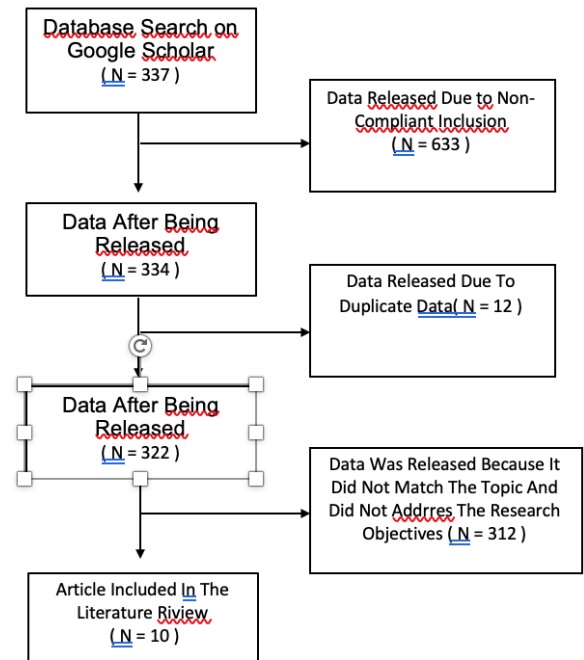 Database Search on
Google Scholar
( N = 337 )
Data Released Due to Non-
Compliant Inclusion
( N = 633 )
Data After Being
Released
( N = 334 )
Data Released Due To
Duplicate Data( N = 12 )
Data After Being
Released
( N = 322 )
Data Was Released Because It
Did Not Match The Topic And
Did Not Addrres The Research
Objectives ( N = 312 )
Article Included In The
Literature Riview
( N = 10 )